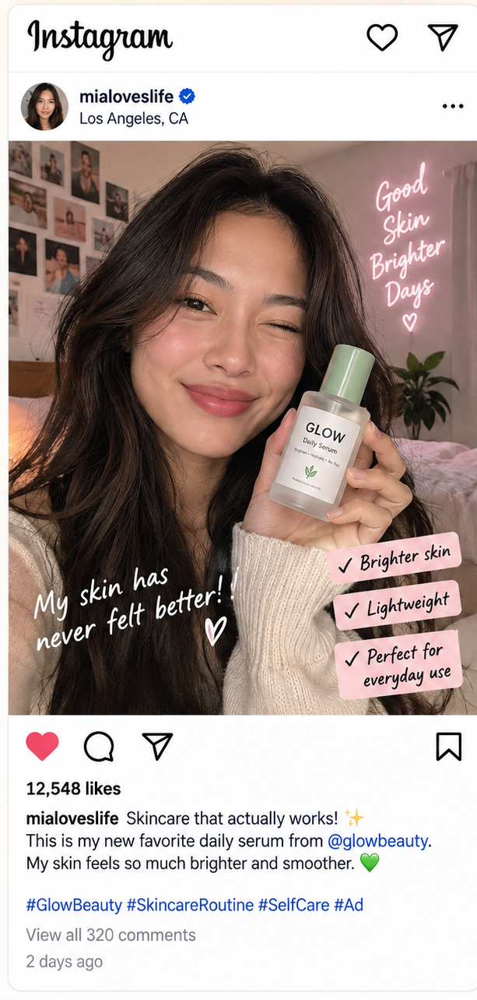 Instagram
mialoveslife
Los Angeles, CA
Good
Skin
Brighter
Days
GLOW
Daily Serum
My skin has
never felt better!
✓ Brighter skin
✓ Lightweight
✓ Perfect for
everyday use
12,548 likes
mialoveslife Skincare that actually works! ✨
This is my new favorite daily serum from @glowbeauty.
My skin feels so much brighter and smoother. 💚
#GlowBeauty #SkincareRoutine #SelfCare #Ad
View all 320 comments
2 days ago